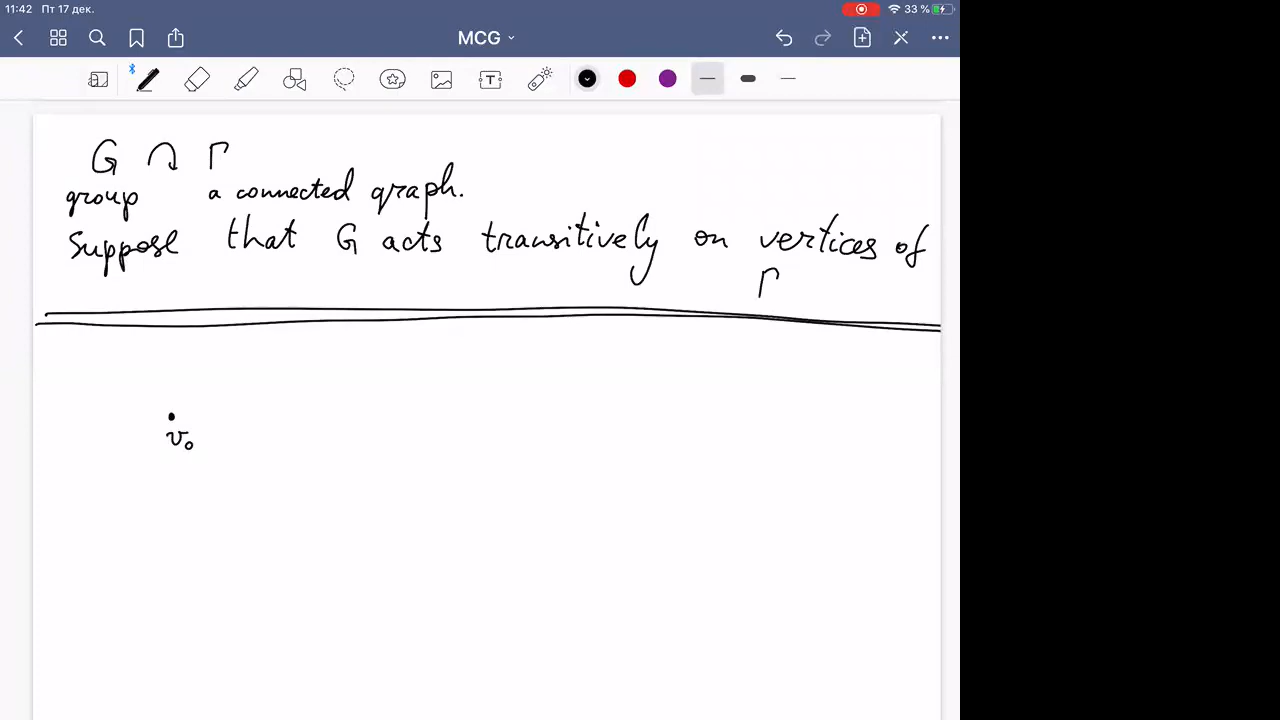 11:42 Пт 17 дек. 33 %
MCG
T
G ↷ Γ
group a connected graph.
Suppose that G acts transitively on vertices of
Γ
v₀